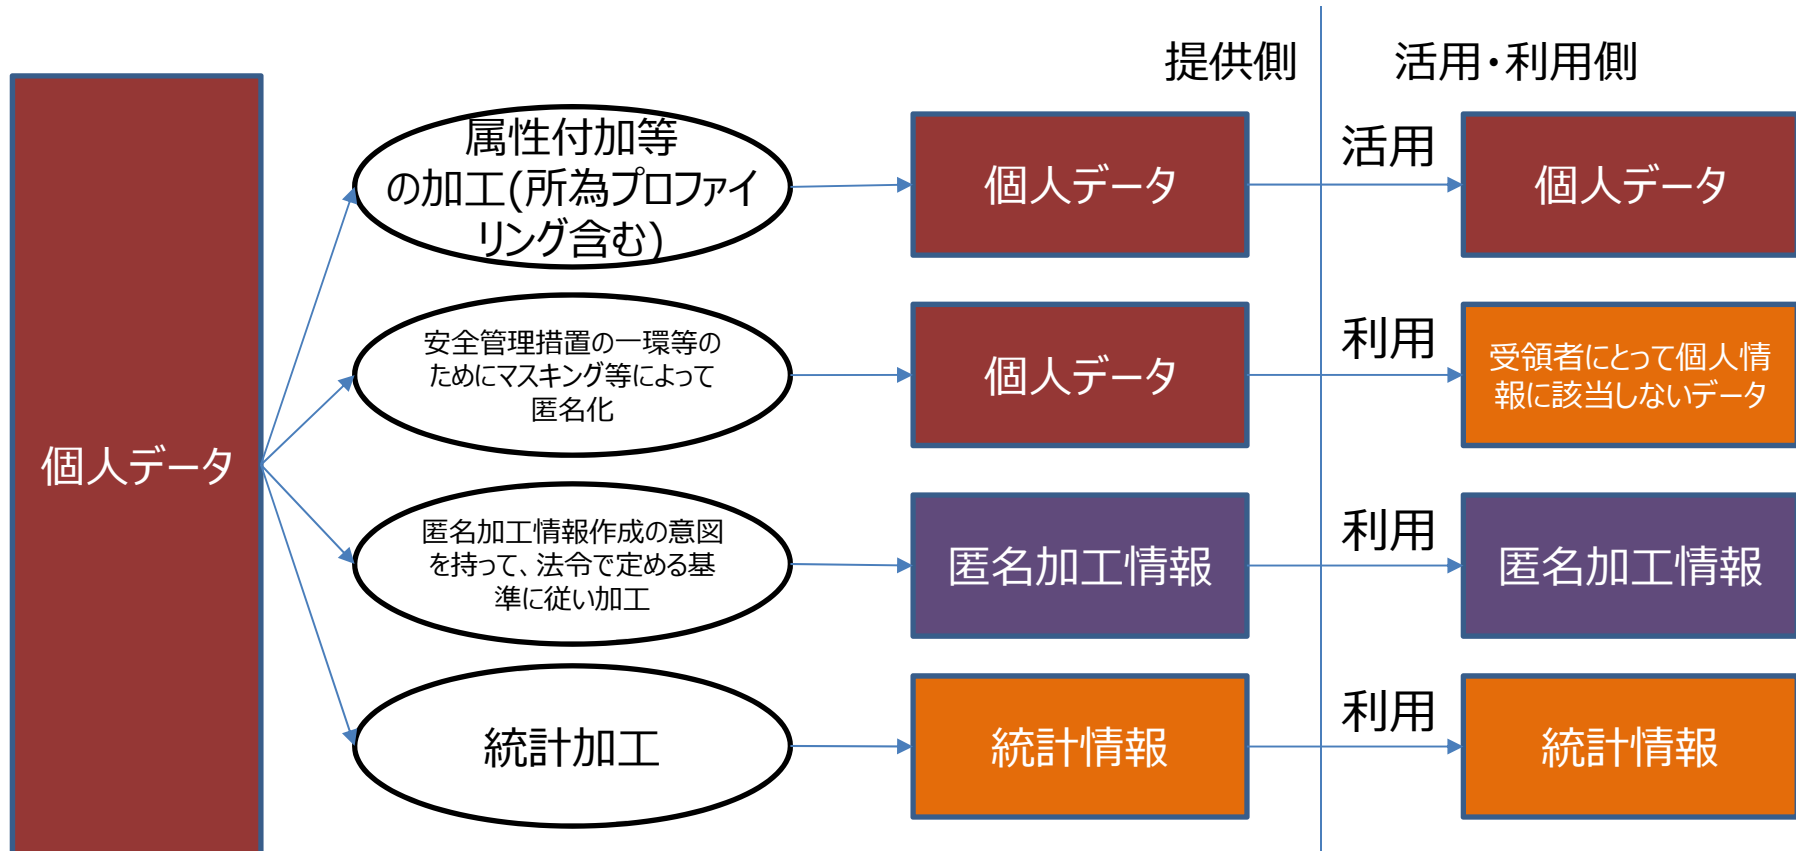 提供側
活用・利用側
個人データ
属性付加等
の加工(所為プロファイ
リング含む)
個人データ
活用
個人データ
安全管理措置の一環等の
ためにマスキング等によって
匿名化
個人データ
利用
受領者にとって個人情
報に該当しないデータ
匿名加工情報作成の意図
を持って、法令で定める基
準に従い加工
匿名加工情報
利用
匿名加工情報
統計加工
統計情報
利用
統計情報